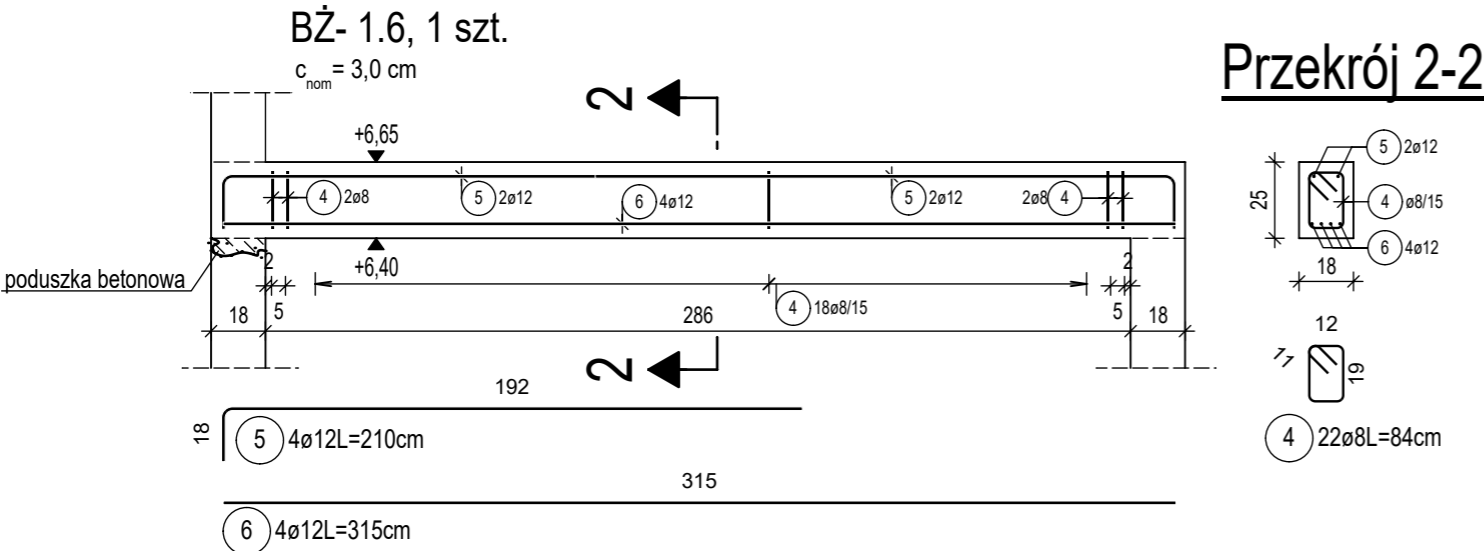 BŻ- 1.6, 1 szt.
cnom= 3,0 cm
Przekrój 2-2
2
+6,65
4 2ø8
5 2ø12
6 4ø12
5 2ø12
2ø8 4
5 2ø12
4 ø8/15
6 4ø12
25
18
poduszka betonowa
+6,40
2
2
18
5
4 18ø8/15
286
5
18
2
12
11
19
4 22ø8L=84cm
192
18
5 4ø12L=210cm
315
6 4ø12L=315cm